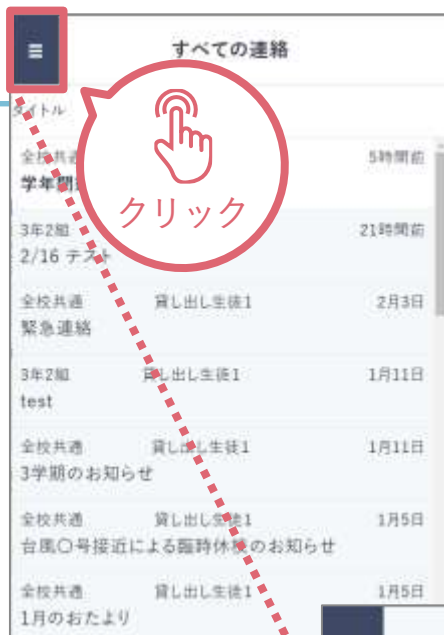 すべての連絡
タイトル
クリック
全校共通 5時間前
学年閉
3年2組 21時間前
2/16 テスト
全校共通 貸し出し生徒1 2月3日
緊急連絡
3年2組 貸し出し生徒1 1月11日
test
全校共通 貸し出し生徒1 1月11日
3学期のお知らせ
全校共通 貸し出し生徒1 1月5日
台風〇号接近による臨時休校のお知らせ
全校共通 貸し出し生徒1 1月5日
1月のおたより